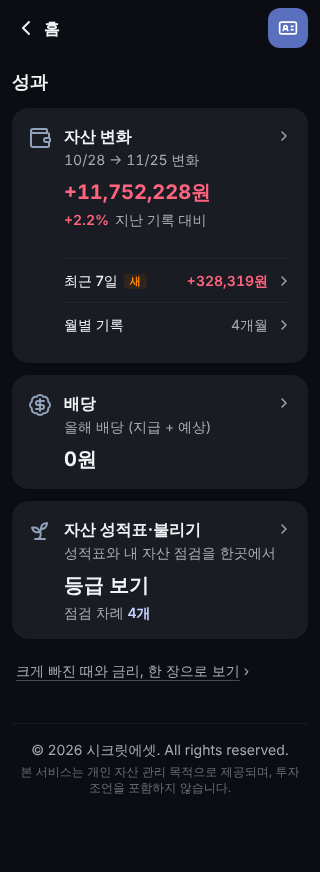 홈
성과
자산 변화
10/28 → 11/25 변화
+11,752,228원
+2.2% 지난 기록 대비
최근 7일 새 +328,319원
월별 기록 4개월
배당
올해 배당 (지급 + 예상)
0원
자산 성적표·불리기
성적표와 내 자산 점검을 한곳에서
등급 보기
점검 차례 4개
크게 빠진 때와 금리, 한 장으로 보기 ›
© 2026 시크릿에셋. All rights reserved.
본 서비스는 개인 자산 관리 목적으로 제공되며, 투자
조언을 포함하지 않습니다.